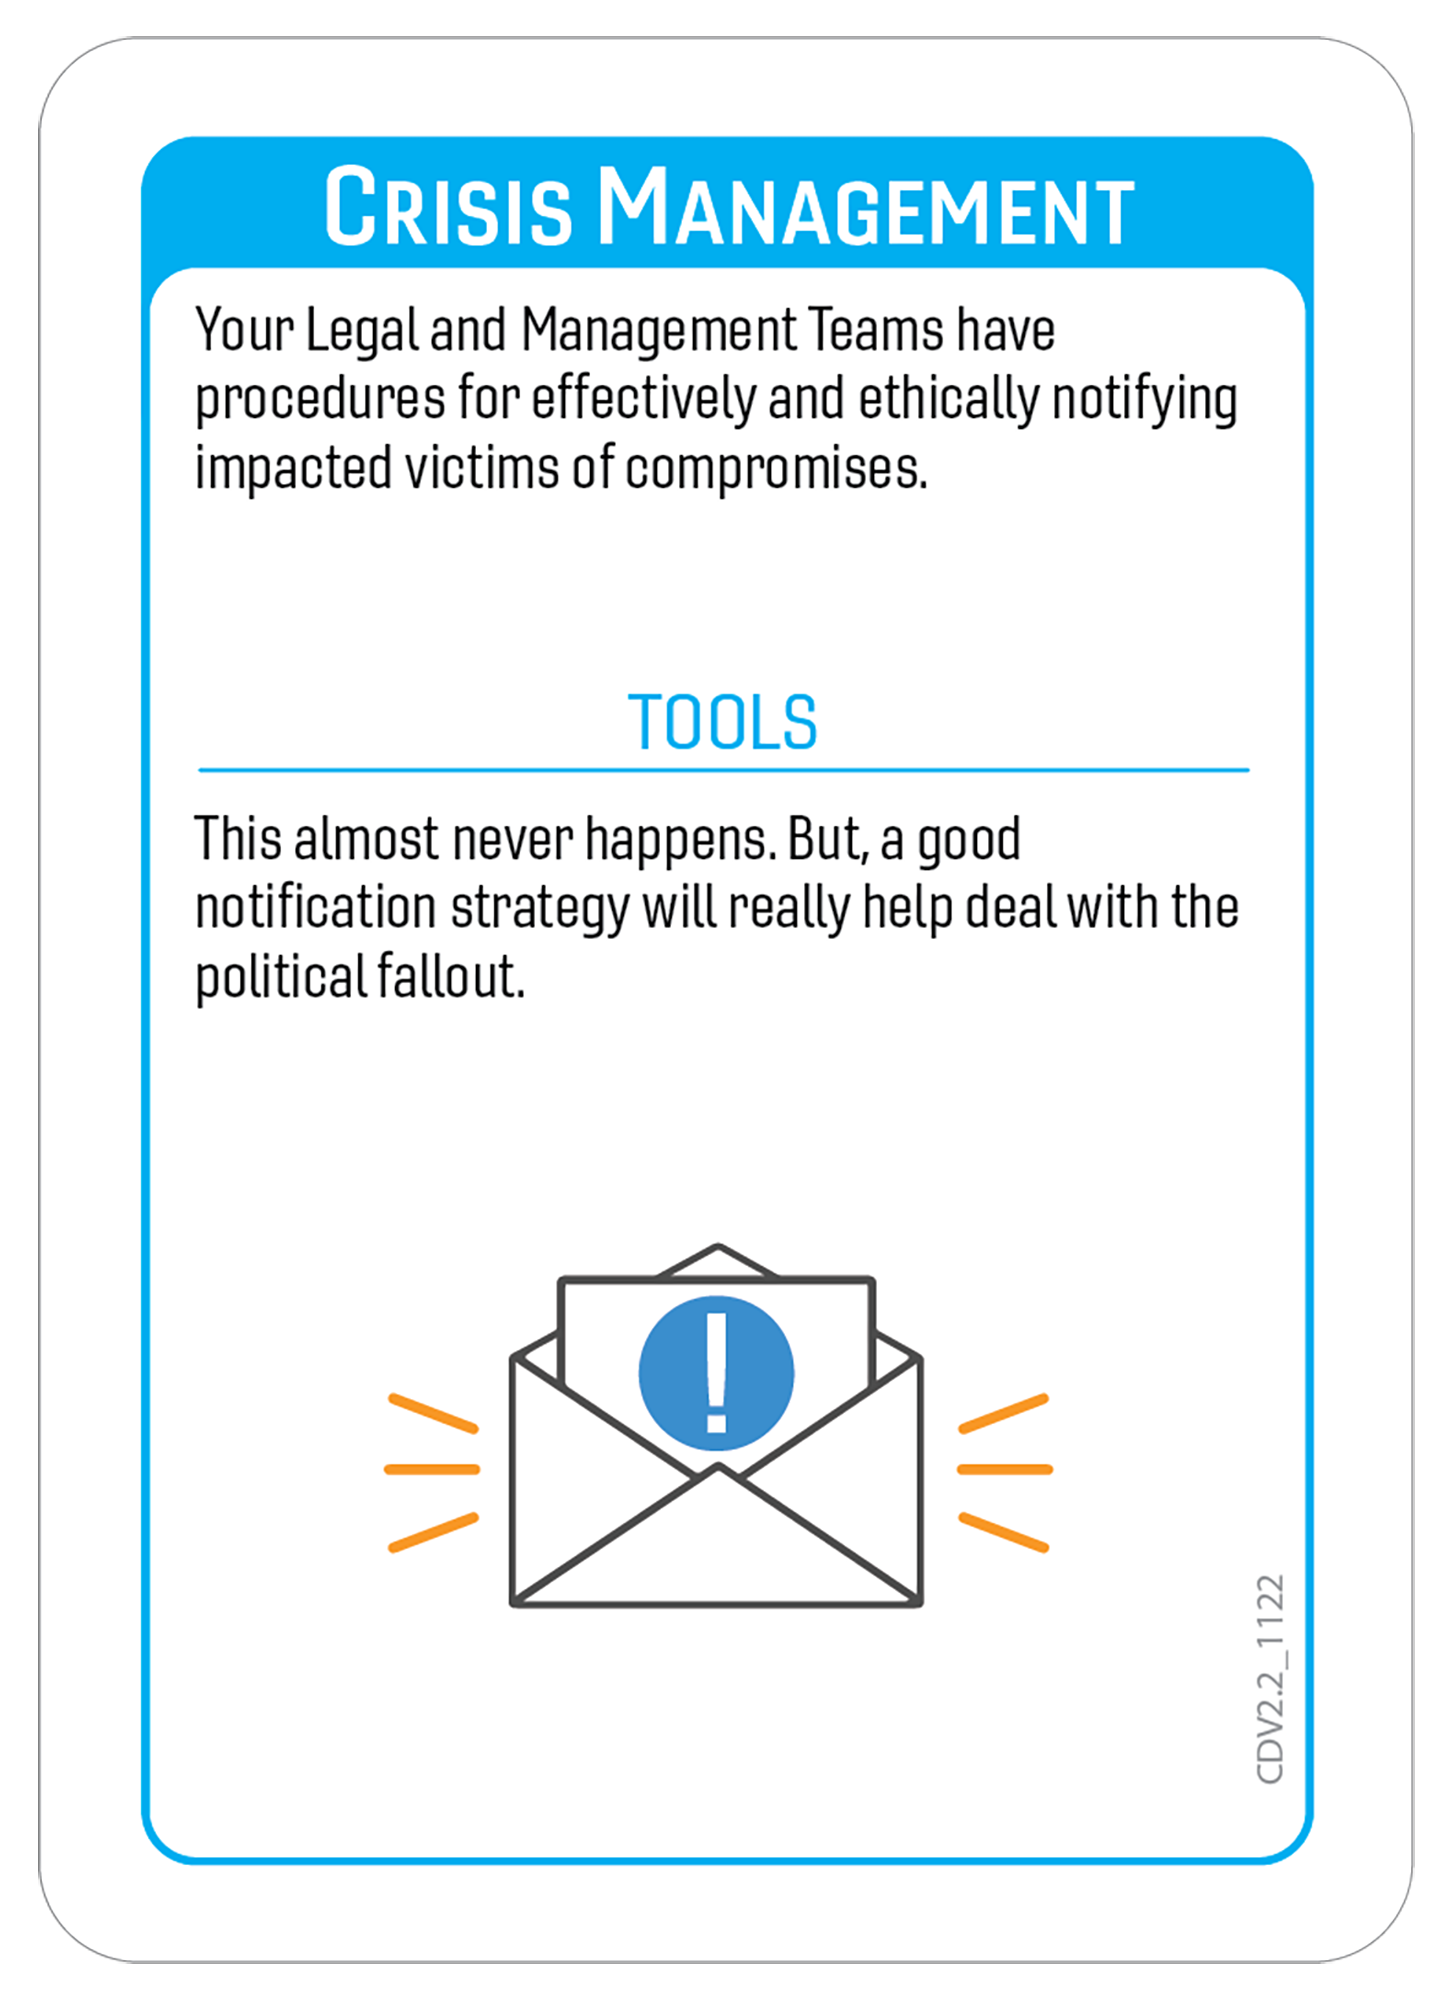 CRISIS MANAGEMENT
Your Legal and Management Teams have
procedures for effectively and ethically notifying
impacted victims of compromises.
TOOLS
This almost never happens. But, a good
notification strategy will really help deal with the
political fallout.
!
CDV2.2_1122